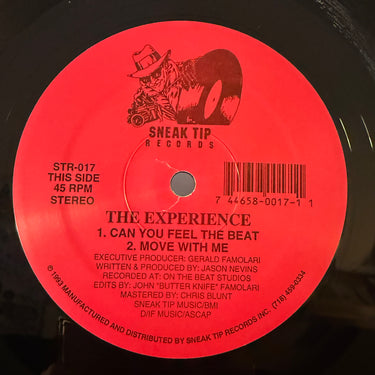 SNEAK TIP
RECORDS
STR-017
THIS SIDE
45 RPM
STEREO
7 44658-0017-1 1
THE EXPERIENCE
1. CAN YOU FEEL THE BEAT
2. MOVE WITH ME
EXECUTIVE PRODUCER: GERALD FAMOLARI
WRITTEN & PRODUCED BY: JASON NEVINS
RECORDED AT: ON THE BEAT STUDIOS
EDITS BY: JOHN "BUTTER KNIFE" FAMOLARI
MASTERED BY: CHRIS BLUNT
SNEAK TIP MUSIC/BMI
D/IF MUSIC/ASCAP
© 1993 MANUFACTURED AND DISTRIBUTED BY SNEAK TIP RECORDS INC. (718) 459-0334